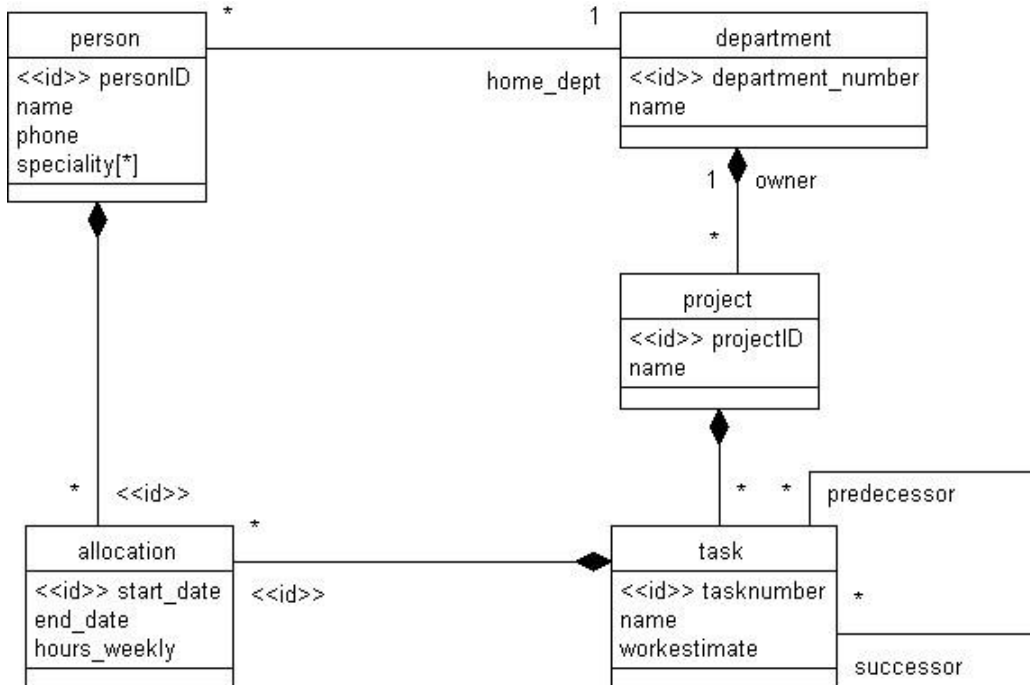 * 1
person
<<id>> personID
name
phone
speciality[*]
home_dept
department
<<id>> department_number
name
1 owner
*
project
<<id>> projectID
name
* <<id>>
*
<<id>>
allocation
<<id>> start_date
end_date
hours_weekly
* *
predecessor
task
<<id>> tasknumber
name
workestimate
*
successor